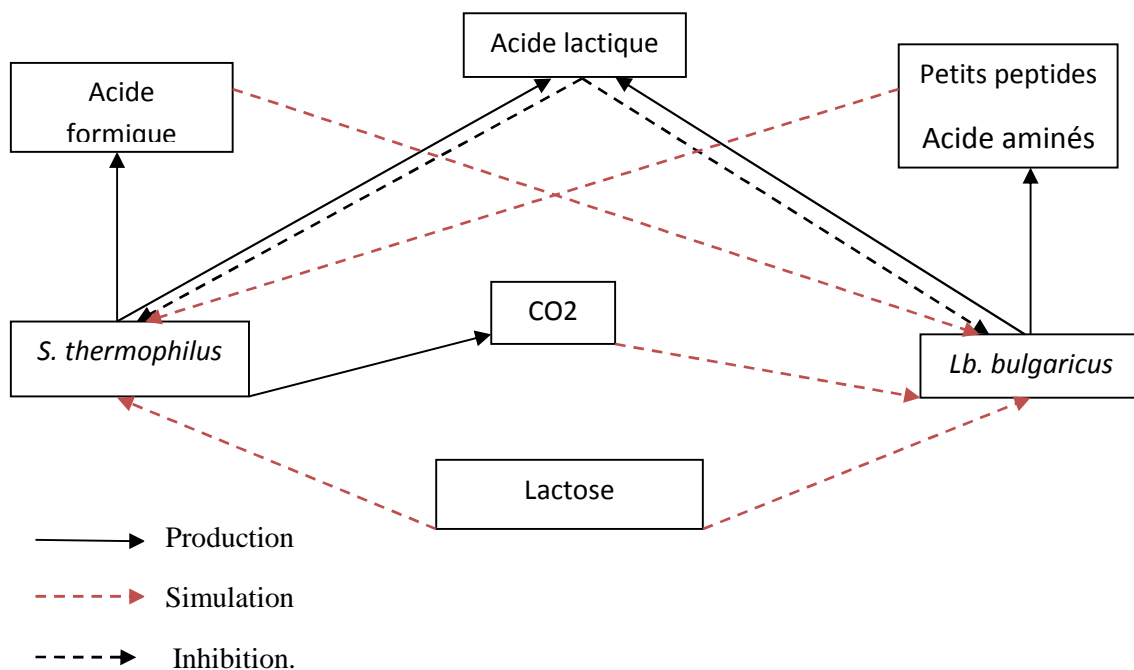 Acide lactique
Acide
formique
Petits peptides
Acide aminés
CO2
S. thermophilus
Lb. bulgaricus
Lactose
Production
Simulation
Inhibition.